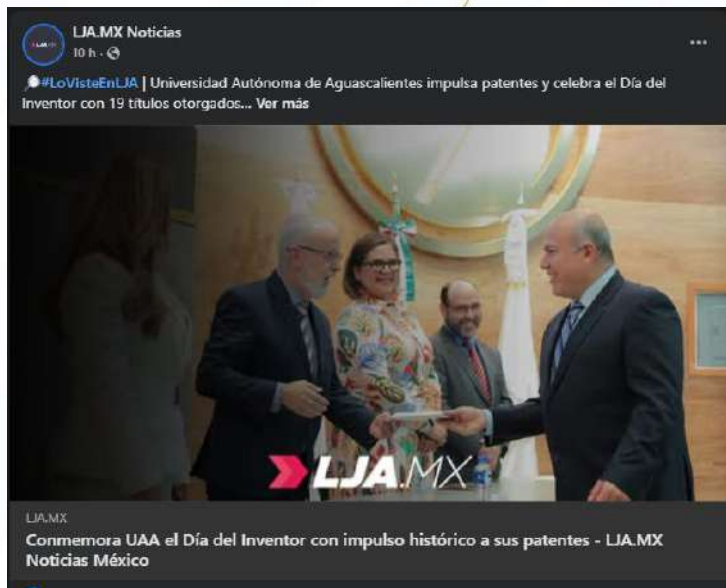 LJA.MX Noticias
10 h ·
#LoVisteEnLJA | Universidad Autónoma de Aguascalientes impulsa patentes y celebra el Día del
Inventor con 19 títulos otorgados... Ver más
LJA.MX
LJA.MX
Conmemora UAA el Día del Inventor con impulso histórico a sus patentes - LJA.MX
Noticias México